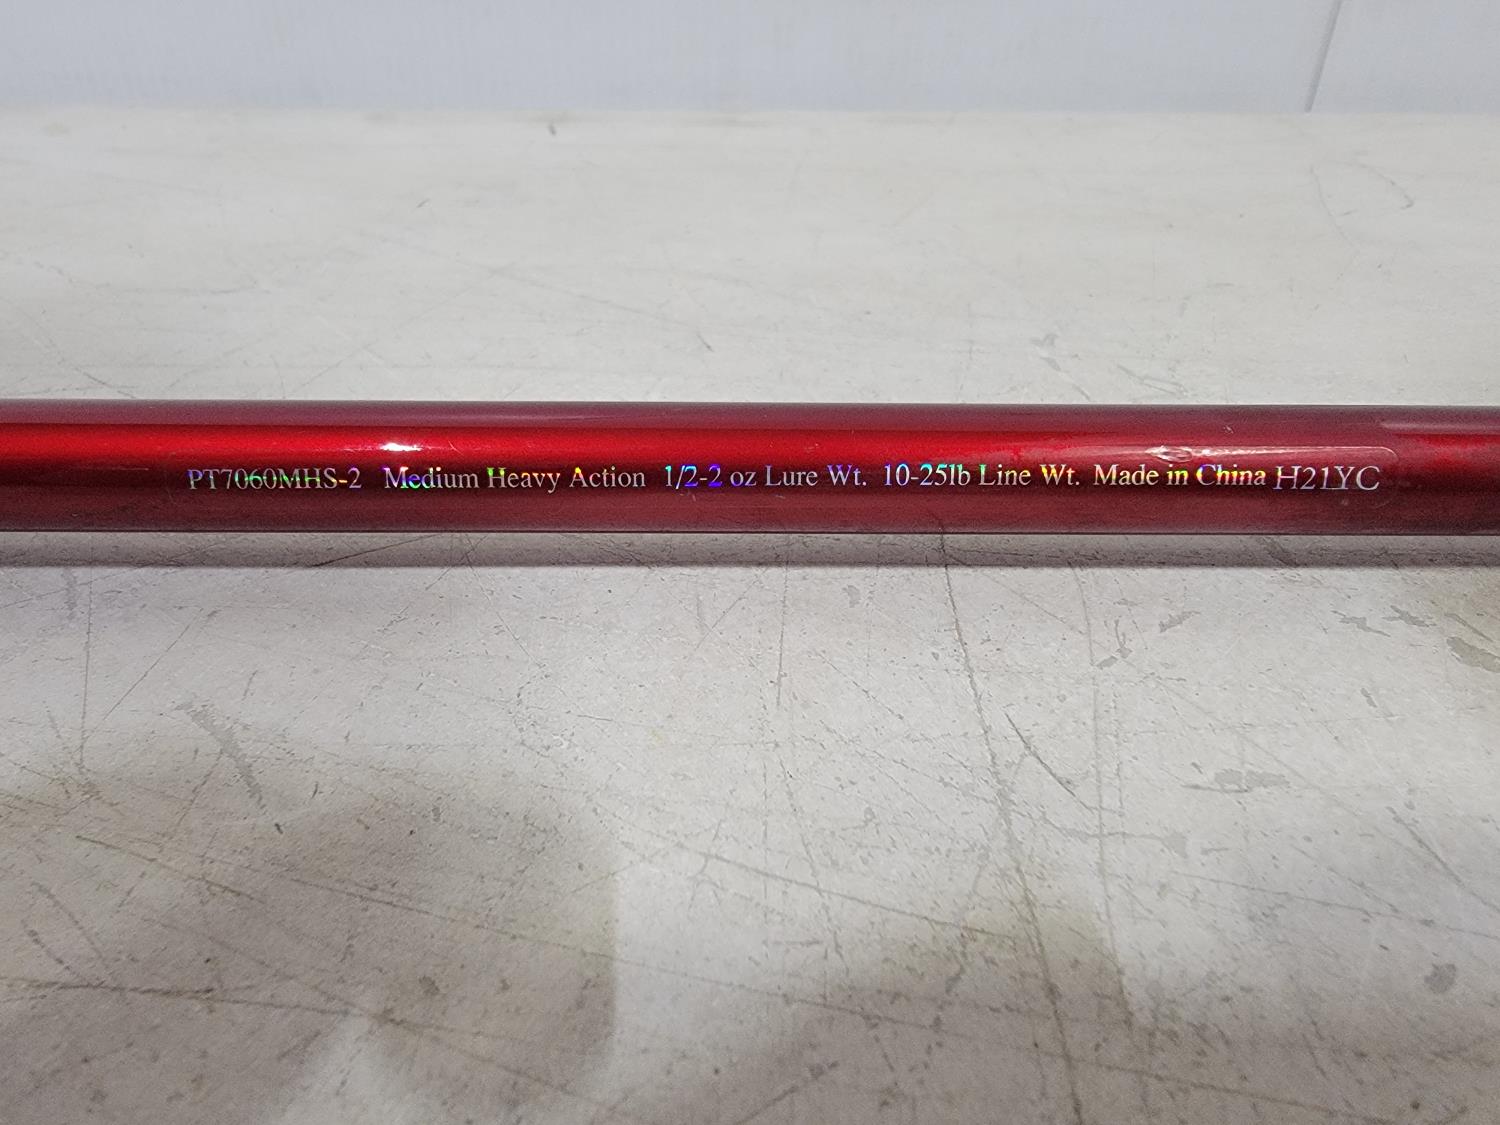 PT7060MHS-2 Medium Heavy Action 1/2-2 oz Lure Wt. 10-25lb Line Wt. Made in China H21YC